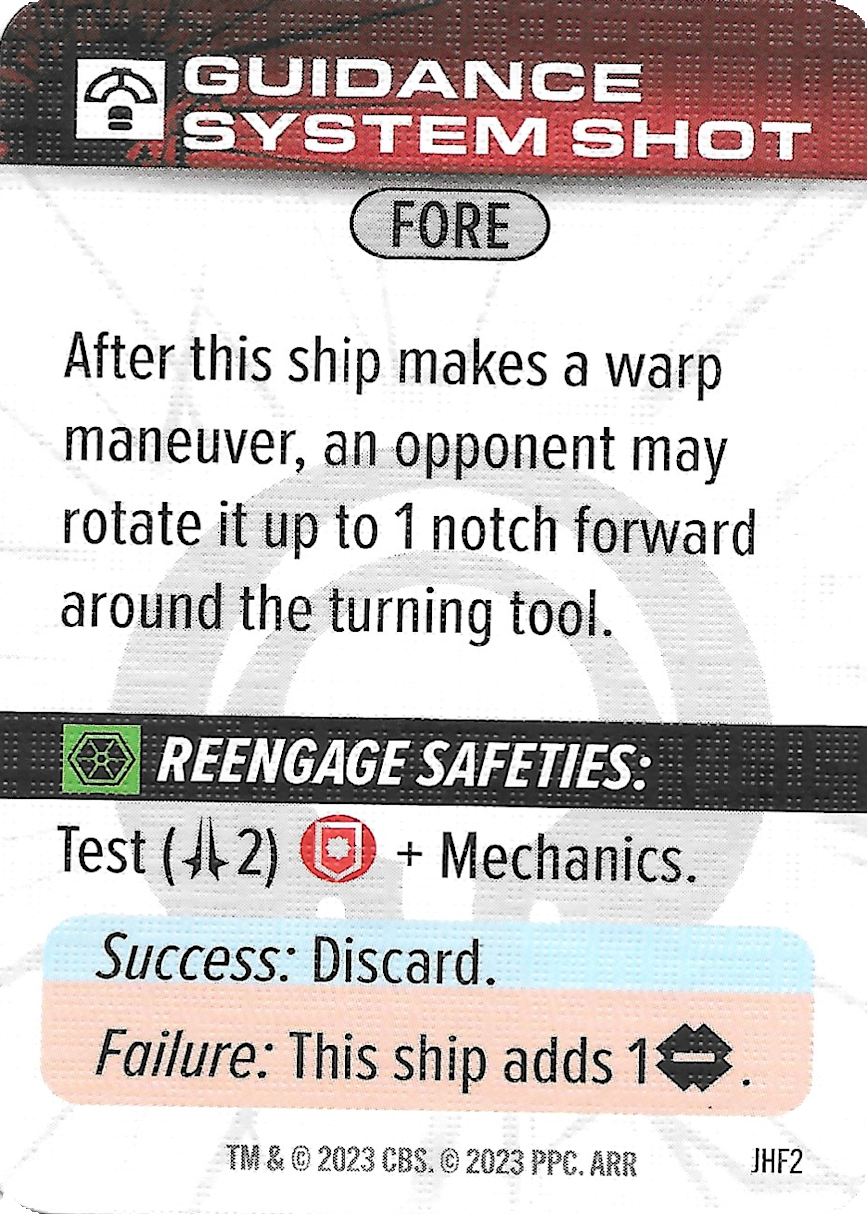 GUIDANCE
SYSTEM SHOT
FORE
After this ship makes a warp
maneuver, an opponent may
rotate it up to 1 notch forward
around the turning tool.
REENGAGE SAFETIES:
Test (2) + Mechanics.
Success: Discard.
Failure: This ship adds 1.
TM & © 2023 CBS. © 2023 PPC. ARR
JHF2